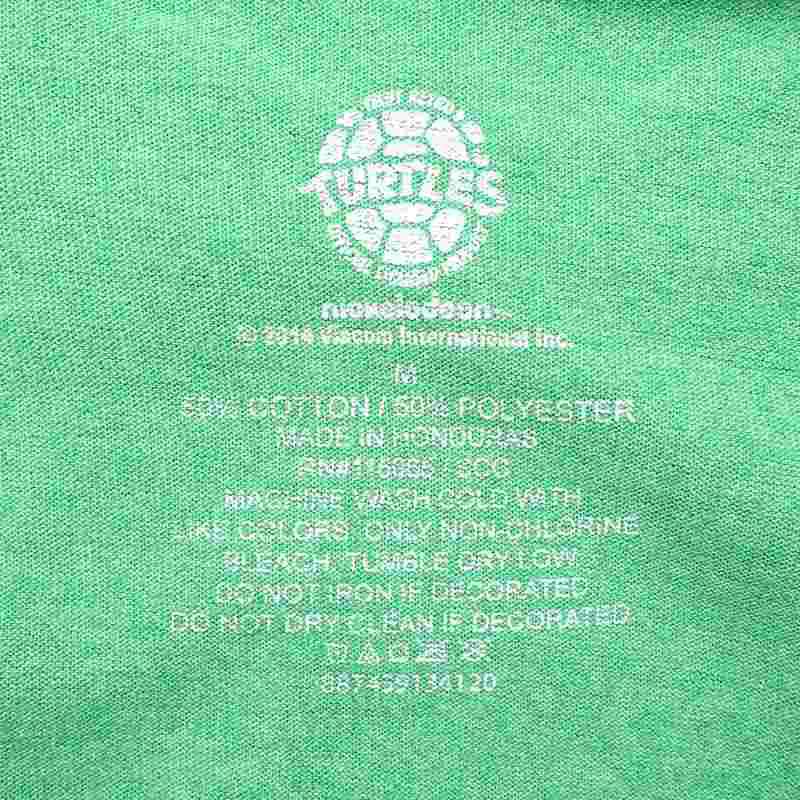 TURTLES
nickelodeon
© 2014 Viacom International Inc.
M
50% COTTON / 50% POLYESTER
MADE IN HONDURAS
MACHINE WASH COLD WITH
LIKE COLORS. ONLY NON-CHLORINE
BLEACH. TUMBLE DRY LOW
DO NOT IRON IF DECORATED
DO NOT DRY CLEAN IF DECORATED